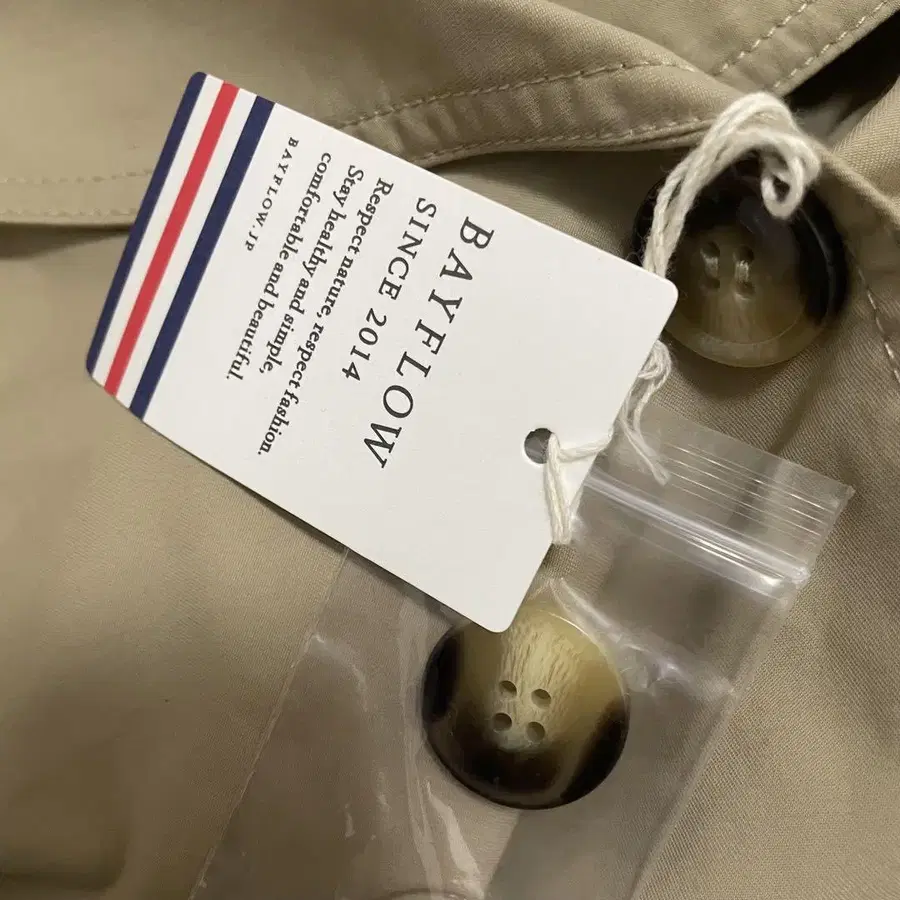 BAYFLOW
SINCE 2014
Respect nature, respect fashion.
Stay healthy and simple,
comfortable and beautiful.
BAYFLOW.JP